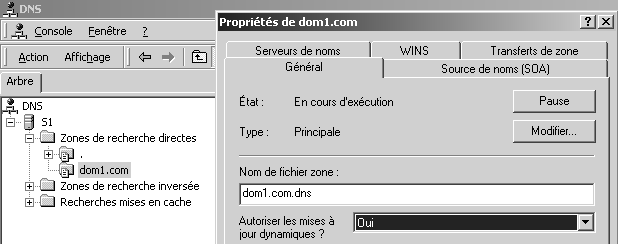 DNS
Console Fenêtre ?
Action Affichage
Arbre
DNS
S1
Zones de recherche directes
.
dom1.com
Zones de recherche inversée
Recherches mises en cache
Propriétés de dom1.com
Serveurs de noms WINS Transferts de zone
Général Source de noms (SOA)
État : En cours d'exécution Pause
Type : Principale Modifier...
Nom de fichier zone :
dom1.com.dns
Autoriser les mises à
jour dynamiques ? Oui